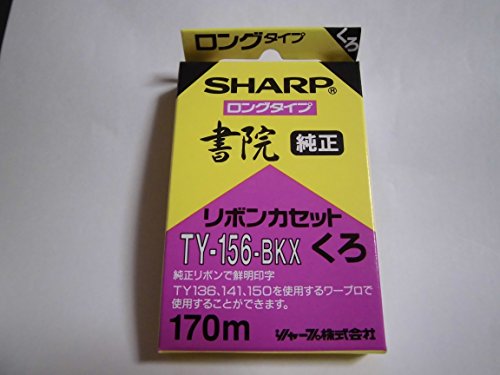 ロングタイプ
くろ
SHARP®
ロングタイプ
書院 純正
リボンカセット
TY-156-BKX くろ
純正リボンで鮮明印字
TY136,141,150を使用するワープロで
使用することができます。
170m シャープ株式会社